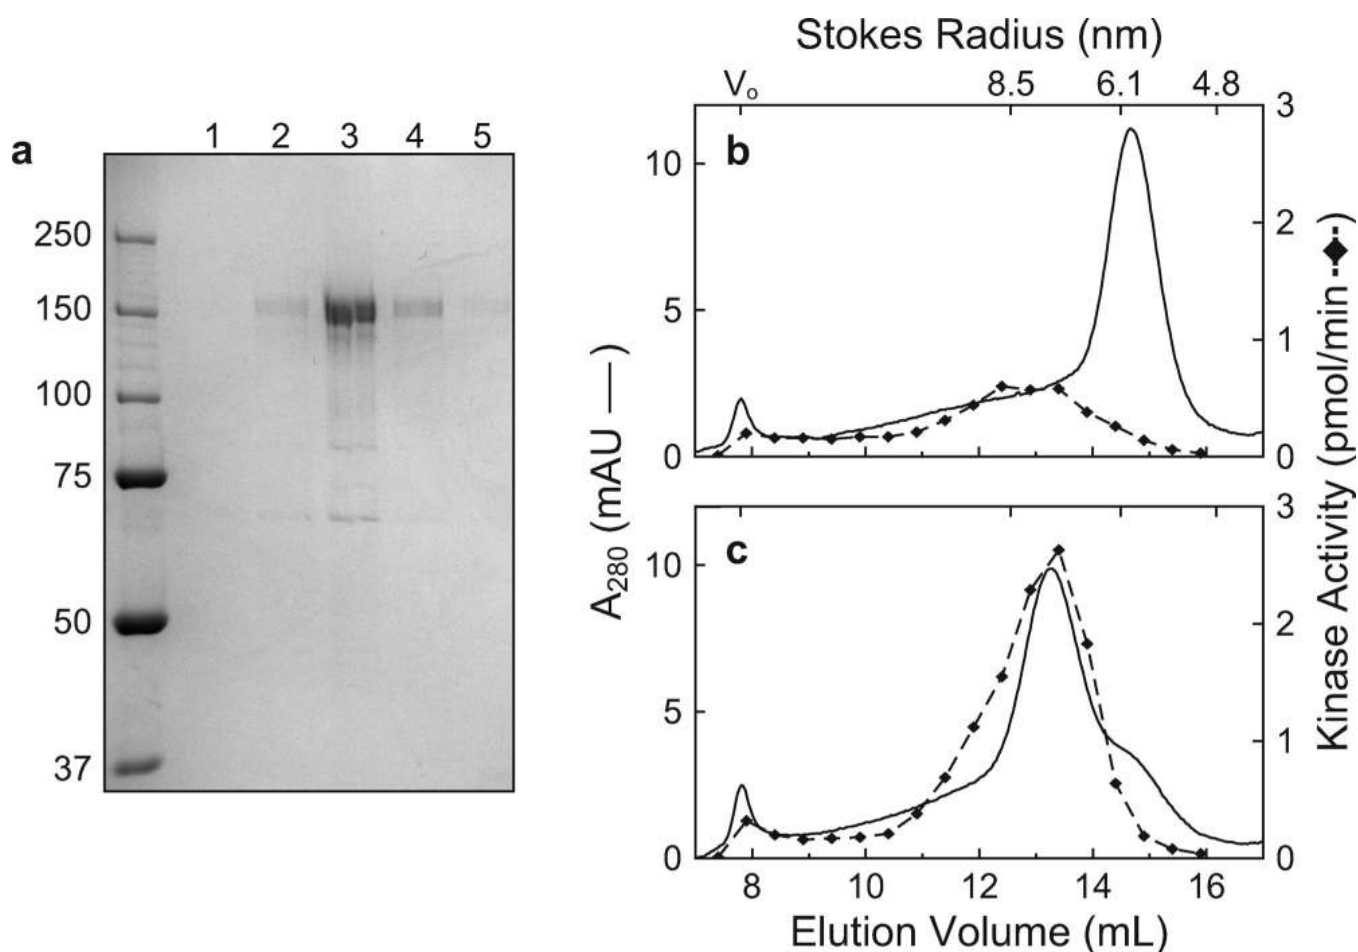 a
1 2 3 4 5
250
150
100
75
50
37
Stokes Radius (nm)
Vₒ 8.5 6.1 4.8
b
10
5
0
3
2
1
0
c
10
5
0
3
2
1
0
8 10 12 14 16
Elution Volume (mL)
A₂₈₀ (mAU —)
Kinase Activity (pmol/min --◆--)